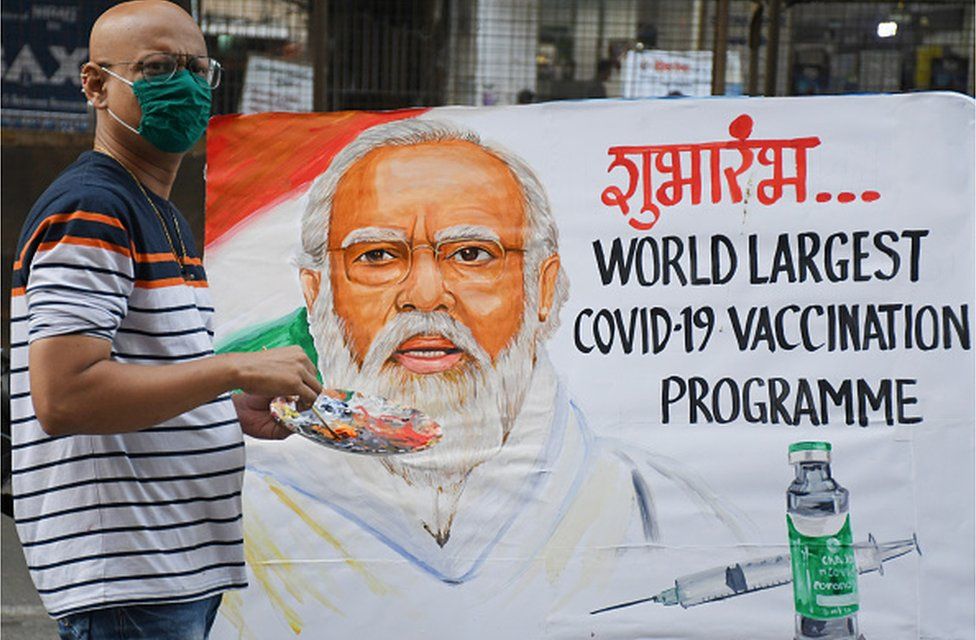 शुभारंभ...
WORLD LARGEST
COVID-19 VACCINATION
PROGRAMME